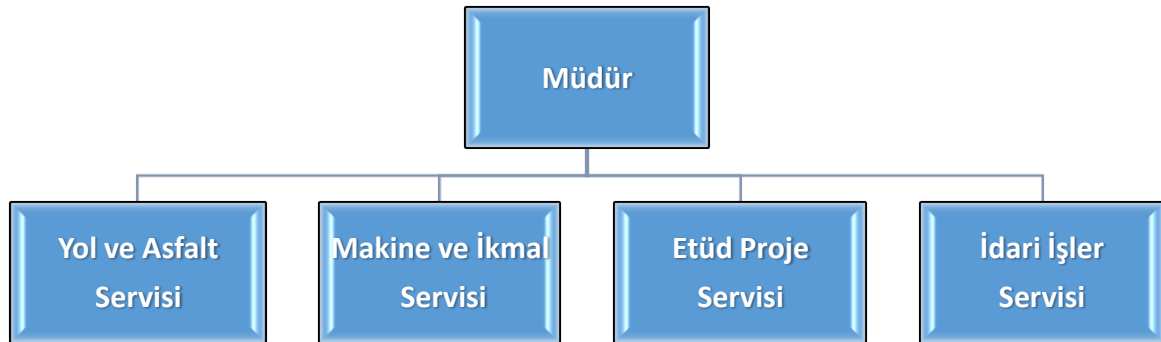 Müdür
Yol ve Asfalt
Servisi
Makine ve İkmal
Servisi
Etüd Proje
Servisi
İdari İşler
Servisi